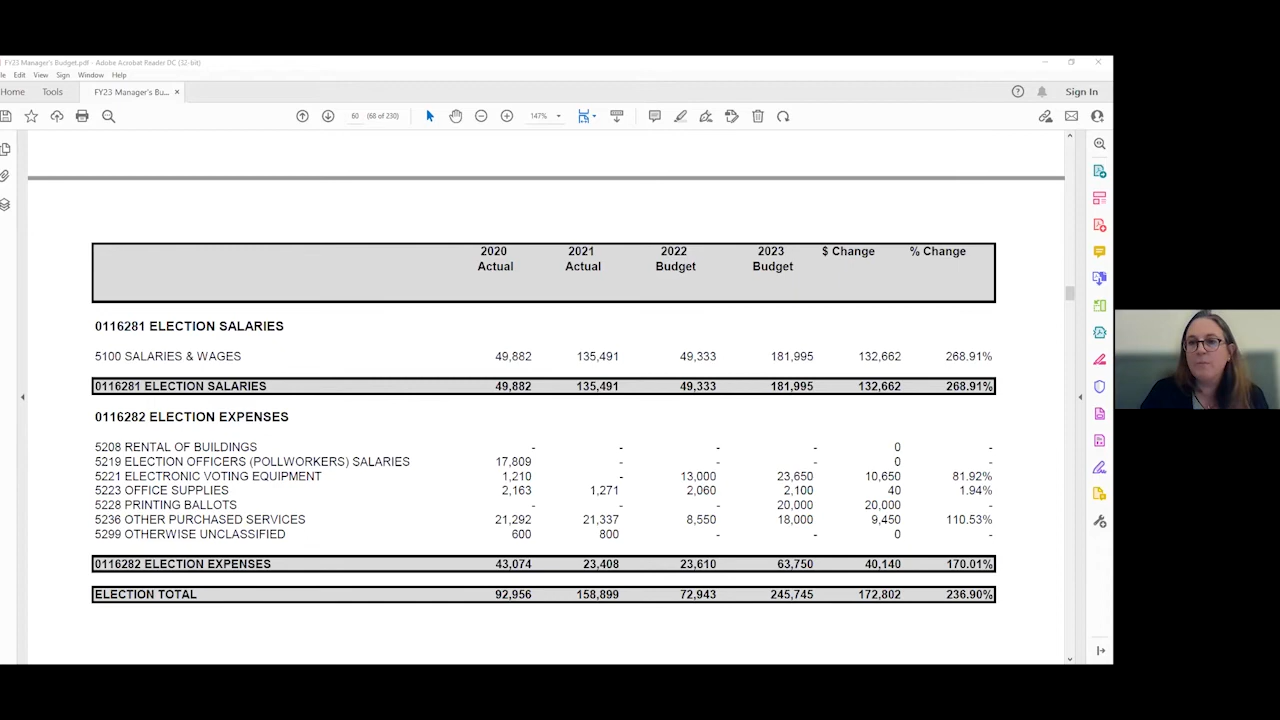 FY23 Manager's Budget.pdf - Adobe Acrobat Reader DC (32-bit)
Edit View Sign Window Help
Home Tools FY23 Manager's Bu... × Sign In
60 (68 of 230) 147%
2020 2021 2022 2023 $ Change % Change
Actual Actual Budget Budget
0116281 ELECTION SALARIES
5100 SALARIES & WAGES 49,882 135,491 49,333 181,995 132,662 268.91%
0116281 ELECTION SALARIES 49,882 135,491 49,333 181,995 132,662 268.91%
0116282 ELECTION EXPENSES
5208 RENTAL OF BUILDINGS - - - - 0 -
5219 ELECTION OFFICERS (POLLWORKERS) SALARIES 17,809 - - - 0 -
5221 ELECTRONIC VOTING EQUIPMENT 1,210 - 13,000 23,650 10,650 81.92%
5223 OFFICE SUPPLIES 2,163 1,271 2,060 2,100 40 1.94%
5228 PRINTING BALLOTS - - - 20,000 20,000 -
5236 OTHER PURCHASED SERVICES 21,292 21,337 8,550 18,000 9,450 110.53%
5299 OTHERWISE UNCLASSIFIED 600 800 - - 0 -
0116282 ELECTION EXPENSES 43,074 23,408 23,610 63,750 40,140 170.01%
ELECTION TOTAL 92,956 158,899 72,943 245,745 172,802 236.90%